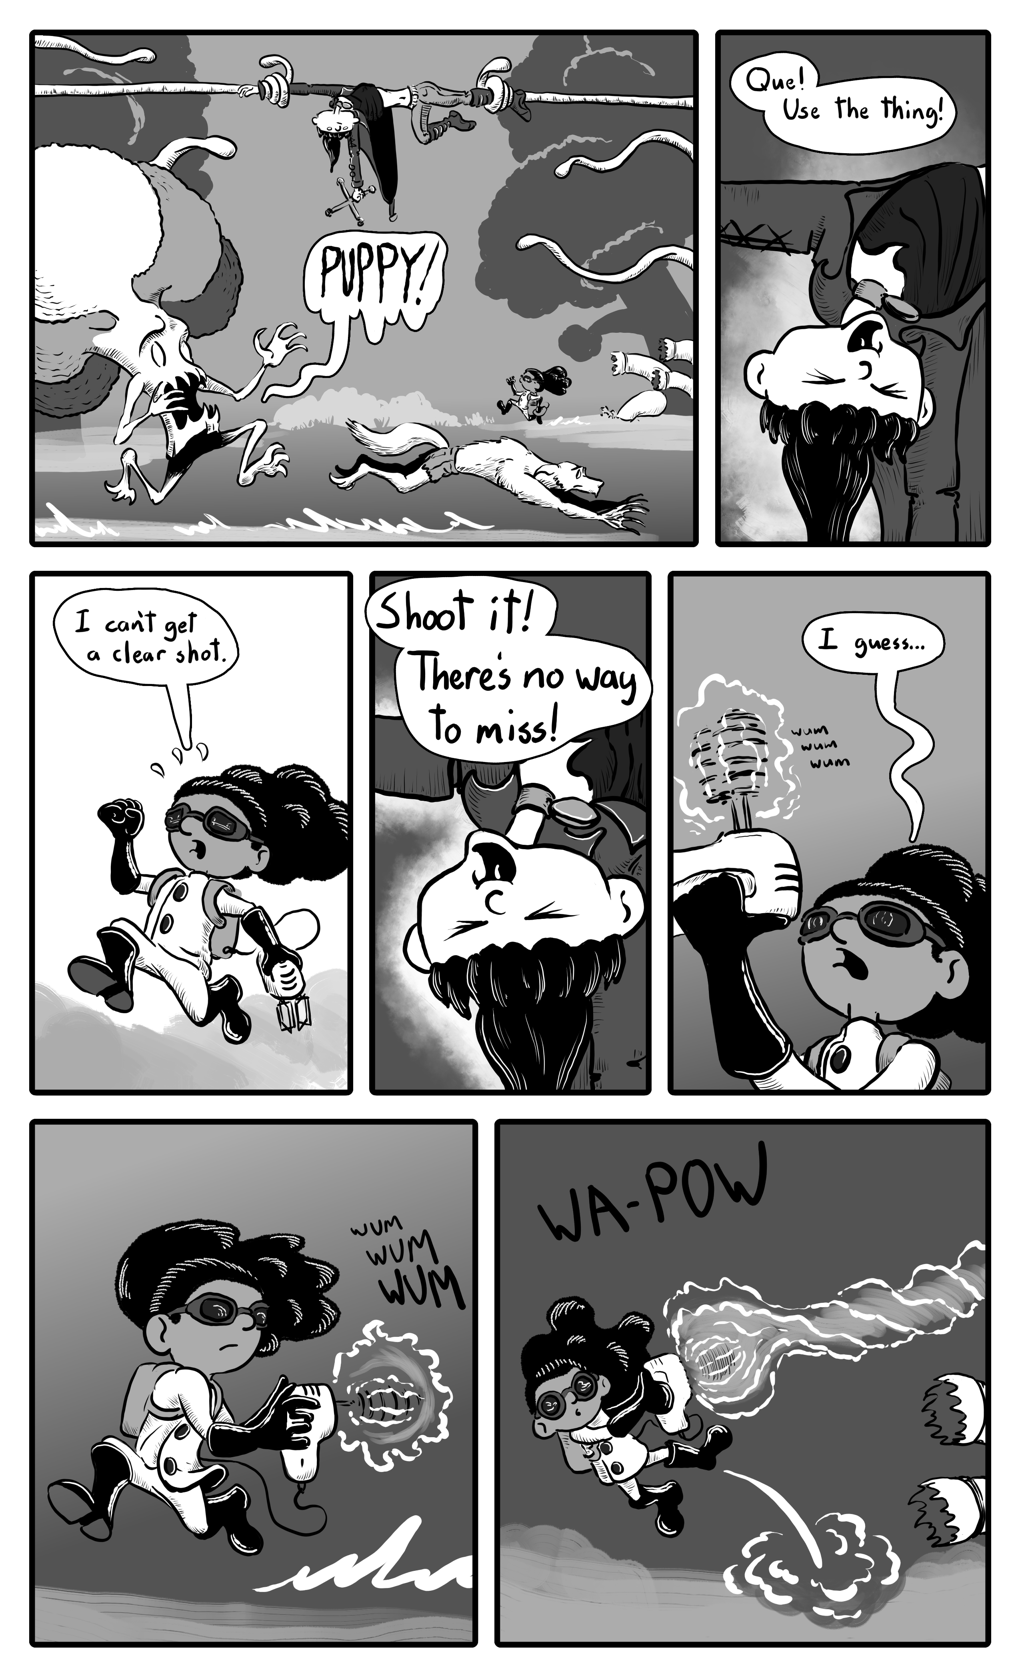 PUPPY!
Que!
Use the thing!
I can't get
a clear shot.
Shoot it!
There's no way
to miss!
I guess...
WUM
WUM
WUM
WUM
WUM
WUM
WA-POW